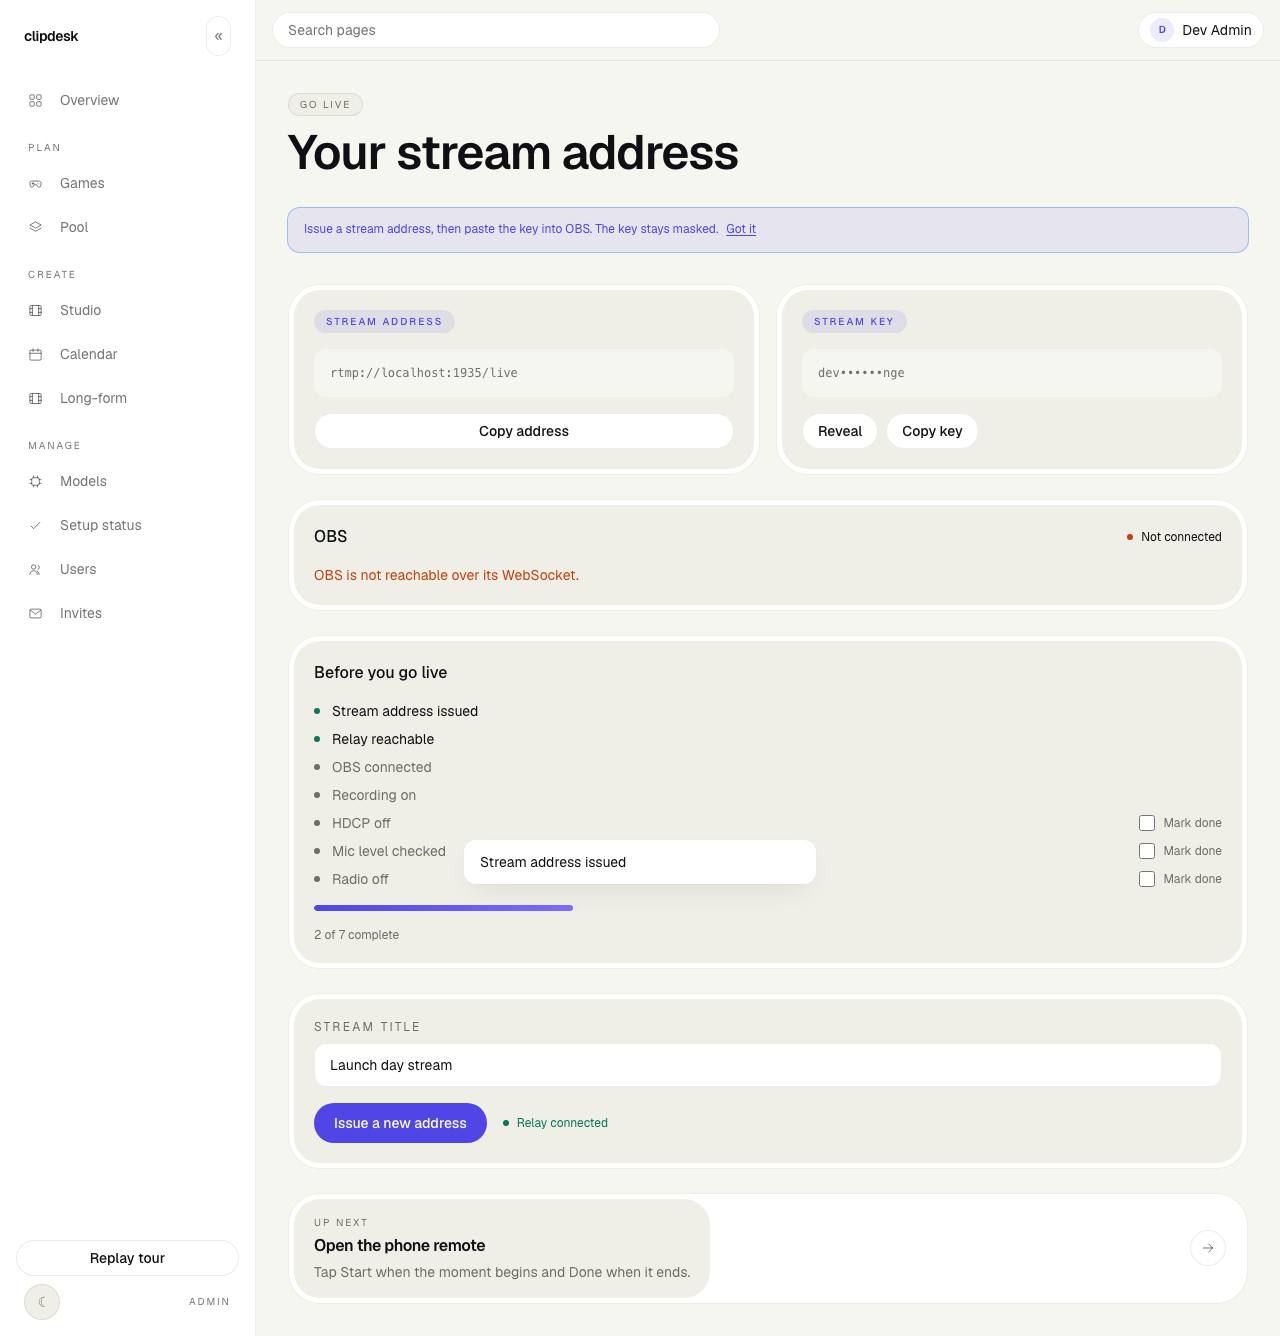 clipdesk
«
Search pages
D
Dev Admin
Overview
PLAN
Games
Pool
CREATE
Studio
Calendar
Long-form
MANAGE
Models
Setup status
Users
Invites
Replay tour
ADMIN
GO LIVE
Your stream address
Issue a stream address, then paste the key into OBS. The key stays masked. Got it
STREAM ADDRESS
rtmp://localhost:1935/live
Copy address
STREAM KEY
dev••••••nge
Reveal Copy key
OBS
Not connected
OBS is not reachable over its WebSocket.
Before you go live
Stream address issued
Relay reachable
OBS connected
Recording on
HDCP off Mark done
Mic level checked Mark done
Stream address issued
Radio off Mark done
2 of 7 complete
STREAM TITLE
Launch day stream
Issue a new address Relay connected
UP NEXT
Open the phone remote
Tap Start when the moment begins and Done when it ends.